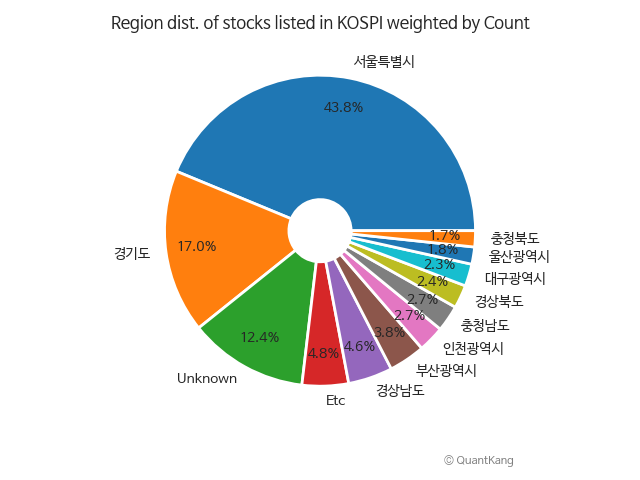 Region dist. of stocks listed in KOSPI weighted by Count
서울특별시
43.8%
경기도
17.0%
Unknown
12.4%
Etc
4.8%
경상남도
4.6%
부산광역시
3.8%
인천광역시
2.7%
충청남도
2.7%
경상북도
2.4%
대구광역시
2.3%
울산광역시
1.8%
충청북도
1.7%
© QuantKang